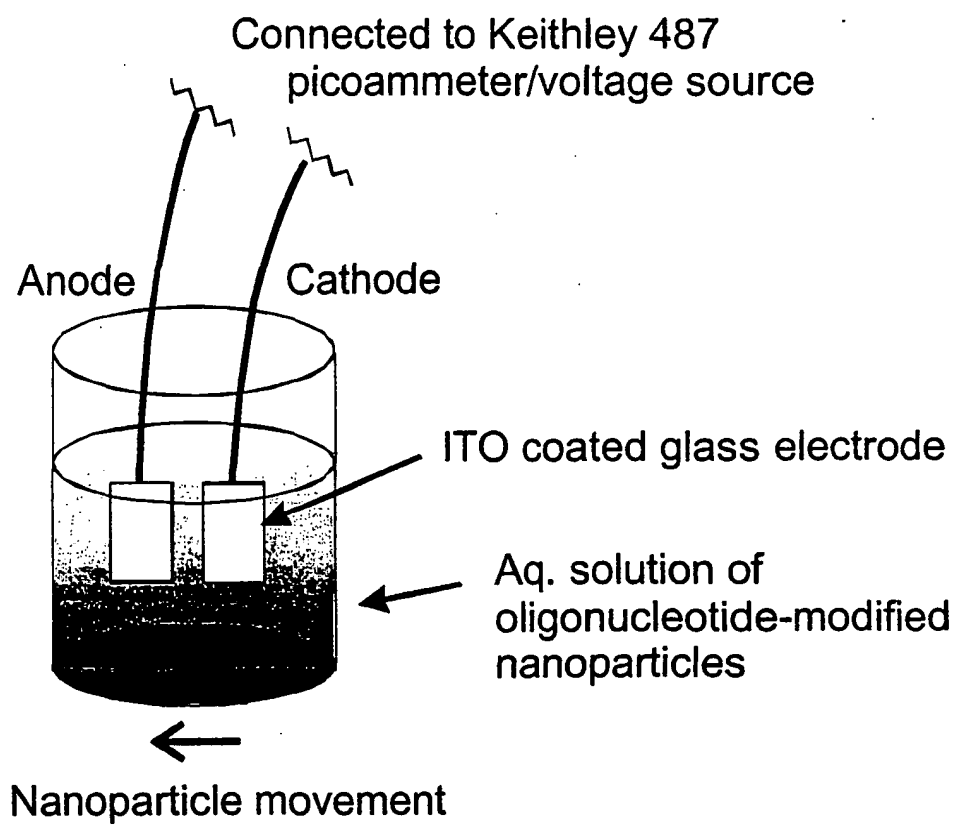 Connected to Keithley 487
picoammeter/voltage source
Anode
Cathode
ITO coated glass electrode
Aq. solution of
oligonucleotide-modified
nanoparticles
Nanoparticle movement